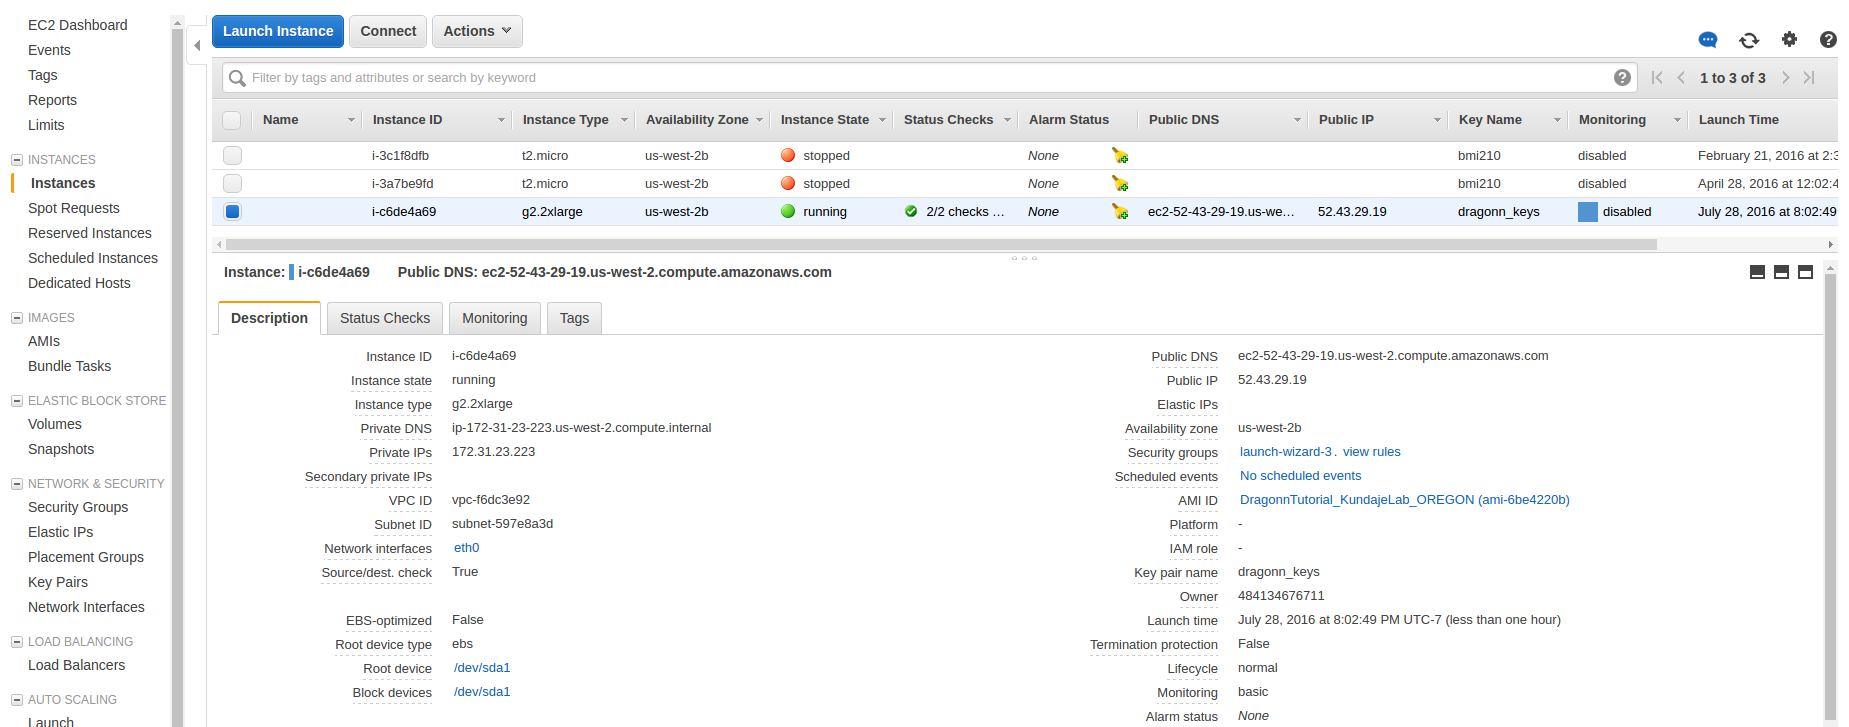 EC2 Dashboard
Events
Tags
Reports
Limits
INSTANCES
Instances
Spot Requests
Reserved Instances
Scheduled Instances
Dedicated Hosts
IMAGES
AMIs
Bundle Tasks
ELASTIC BLOCK STORE
Volumes
Snapshots
NETWORK & SECURITY
Security Groups
Elastic IPs
Placement Groups
Key Pairs
Network Interfaces
LOAD BALANCING
Load Balancers
AUTO SCALING
Launch
Launch Instance Connect Actions
Filter by tags and attributes or search by keyword 1 to 3 of 3
Name Instance ID Instance Type Availability Zone Instance State Status Checks Alarm Status Public DNS Public IP Key Name Monitoring Launch Time
i-3c1f8dfb t2.micro us-west-2b stopped None bmi210 disabled February 21, 2016 at 2:3
i-3a7be9fd t2.micro us-west-2b stopped None bmi210 disabled April 28, 2016 at 12:02:4
i-c6de4a69 g2.2xlarge us-west-2b running 2/2 checks ... None ec2-52-43-29-19.us-we... 52.43.29.19 dragonn_keys disabled July 28, 2016 at 8:02:49
Instance: i-c6de4a69 Public DNS: ec2-52-43-29-19.us-west-2.compute.amazonaws.com
Description Status Checks Monitoring Tags
Instance ID i-c6de4a69
Instance state running
Instance type g2.2xlarge
Private DNS ip-172-31-23-223.us-west-2.compute.internal
Private IPs 172.31.23.223
Secondary private IPs
VPC ID vpc-f6dc3e92
Subnet ID subnet-597e8a3d
Network interfaces eth0
Source/dest. check True
EBS-optimized False
Root device type ebs
Root device /dev/sda1
Block devices /dev/sda1
Public DNS ec2-52-43-29-19.us-west-2.compute.amazonaws.com
Public IP 52.43.29.19
Elastic IPs
Availability zone us-west-2b
Security groups launch-wizard-3. view rules
Scheduled events No scheduled events
AMI ID DragonnTutorial_KundajeLab_OREGON (ami-6be4220b)
Platform -
IAM role -
Key pair name dragonn_keys
Owner 484134676711
Launch time July 28, 2016 at 8:02:49 PM UTC-7 (less than one hour)
Termination protection False
Lifecycle normal
Monitoring basic
Alarm status None